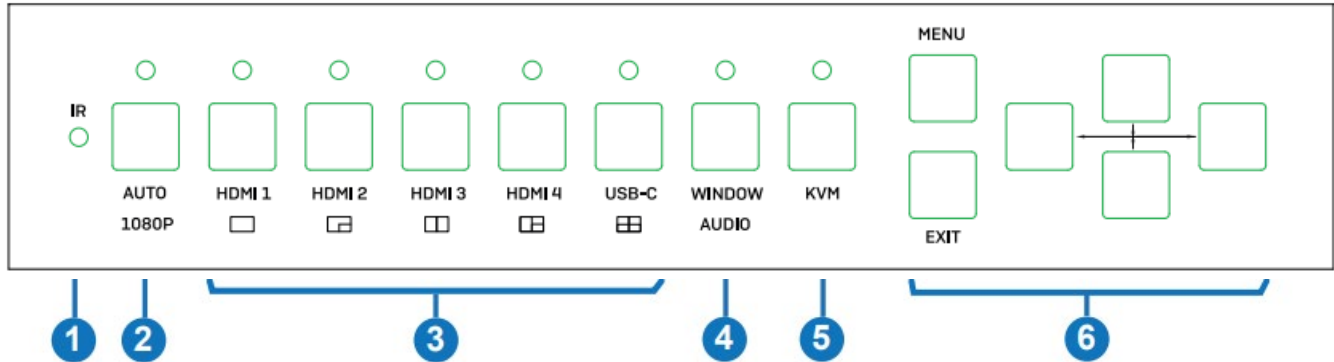 MENU
IR
AUTO HDMI 1 HDMI 2 HDMI 3 HDMI 4 USB-C WINDOW KVM
1080P AUDIO
EXIT
1 2 3 4 5 6